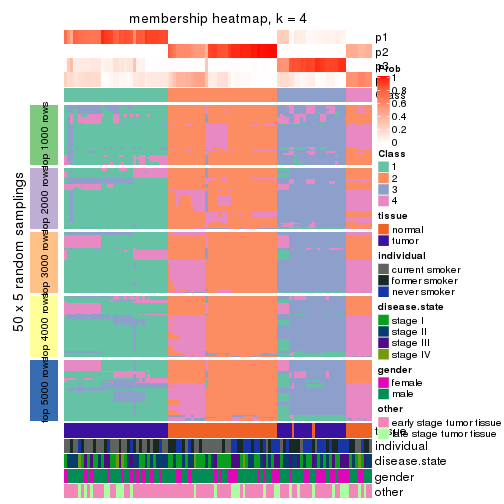 membership heatmap, k = 4
p1
p2
p3
Prob
1
0.8
0.6
0.4
0.2
0
Class
1
2
3
4
tissue
normal
tumor
individual
current smoker
former smoker
never smoker
disease.state
stage I
stage II
stage III
stage IV
gender
female
male
other
early stage tumor tissue
late stage tumor tissue
50 x 5 random samplings
top 1000 rows
top 2000 rows
top 3000 rows
top 4000 rows
top 5000 rows
individual
disease.state
gender
other